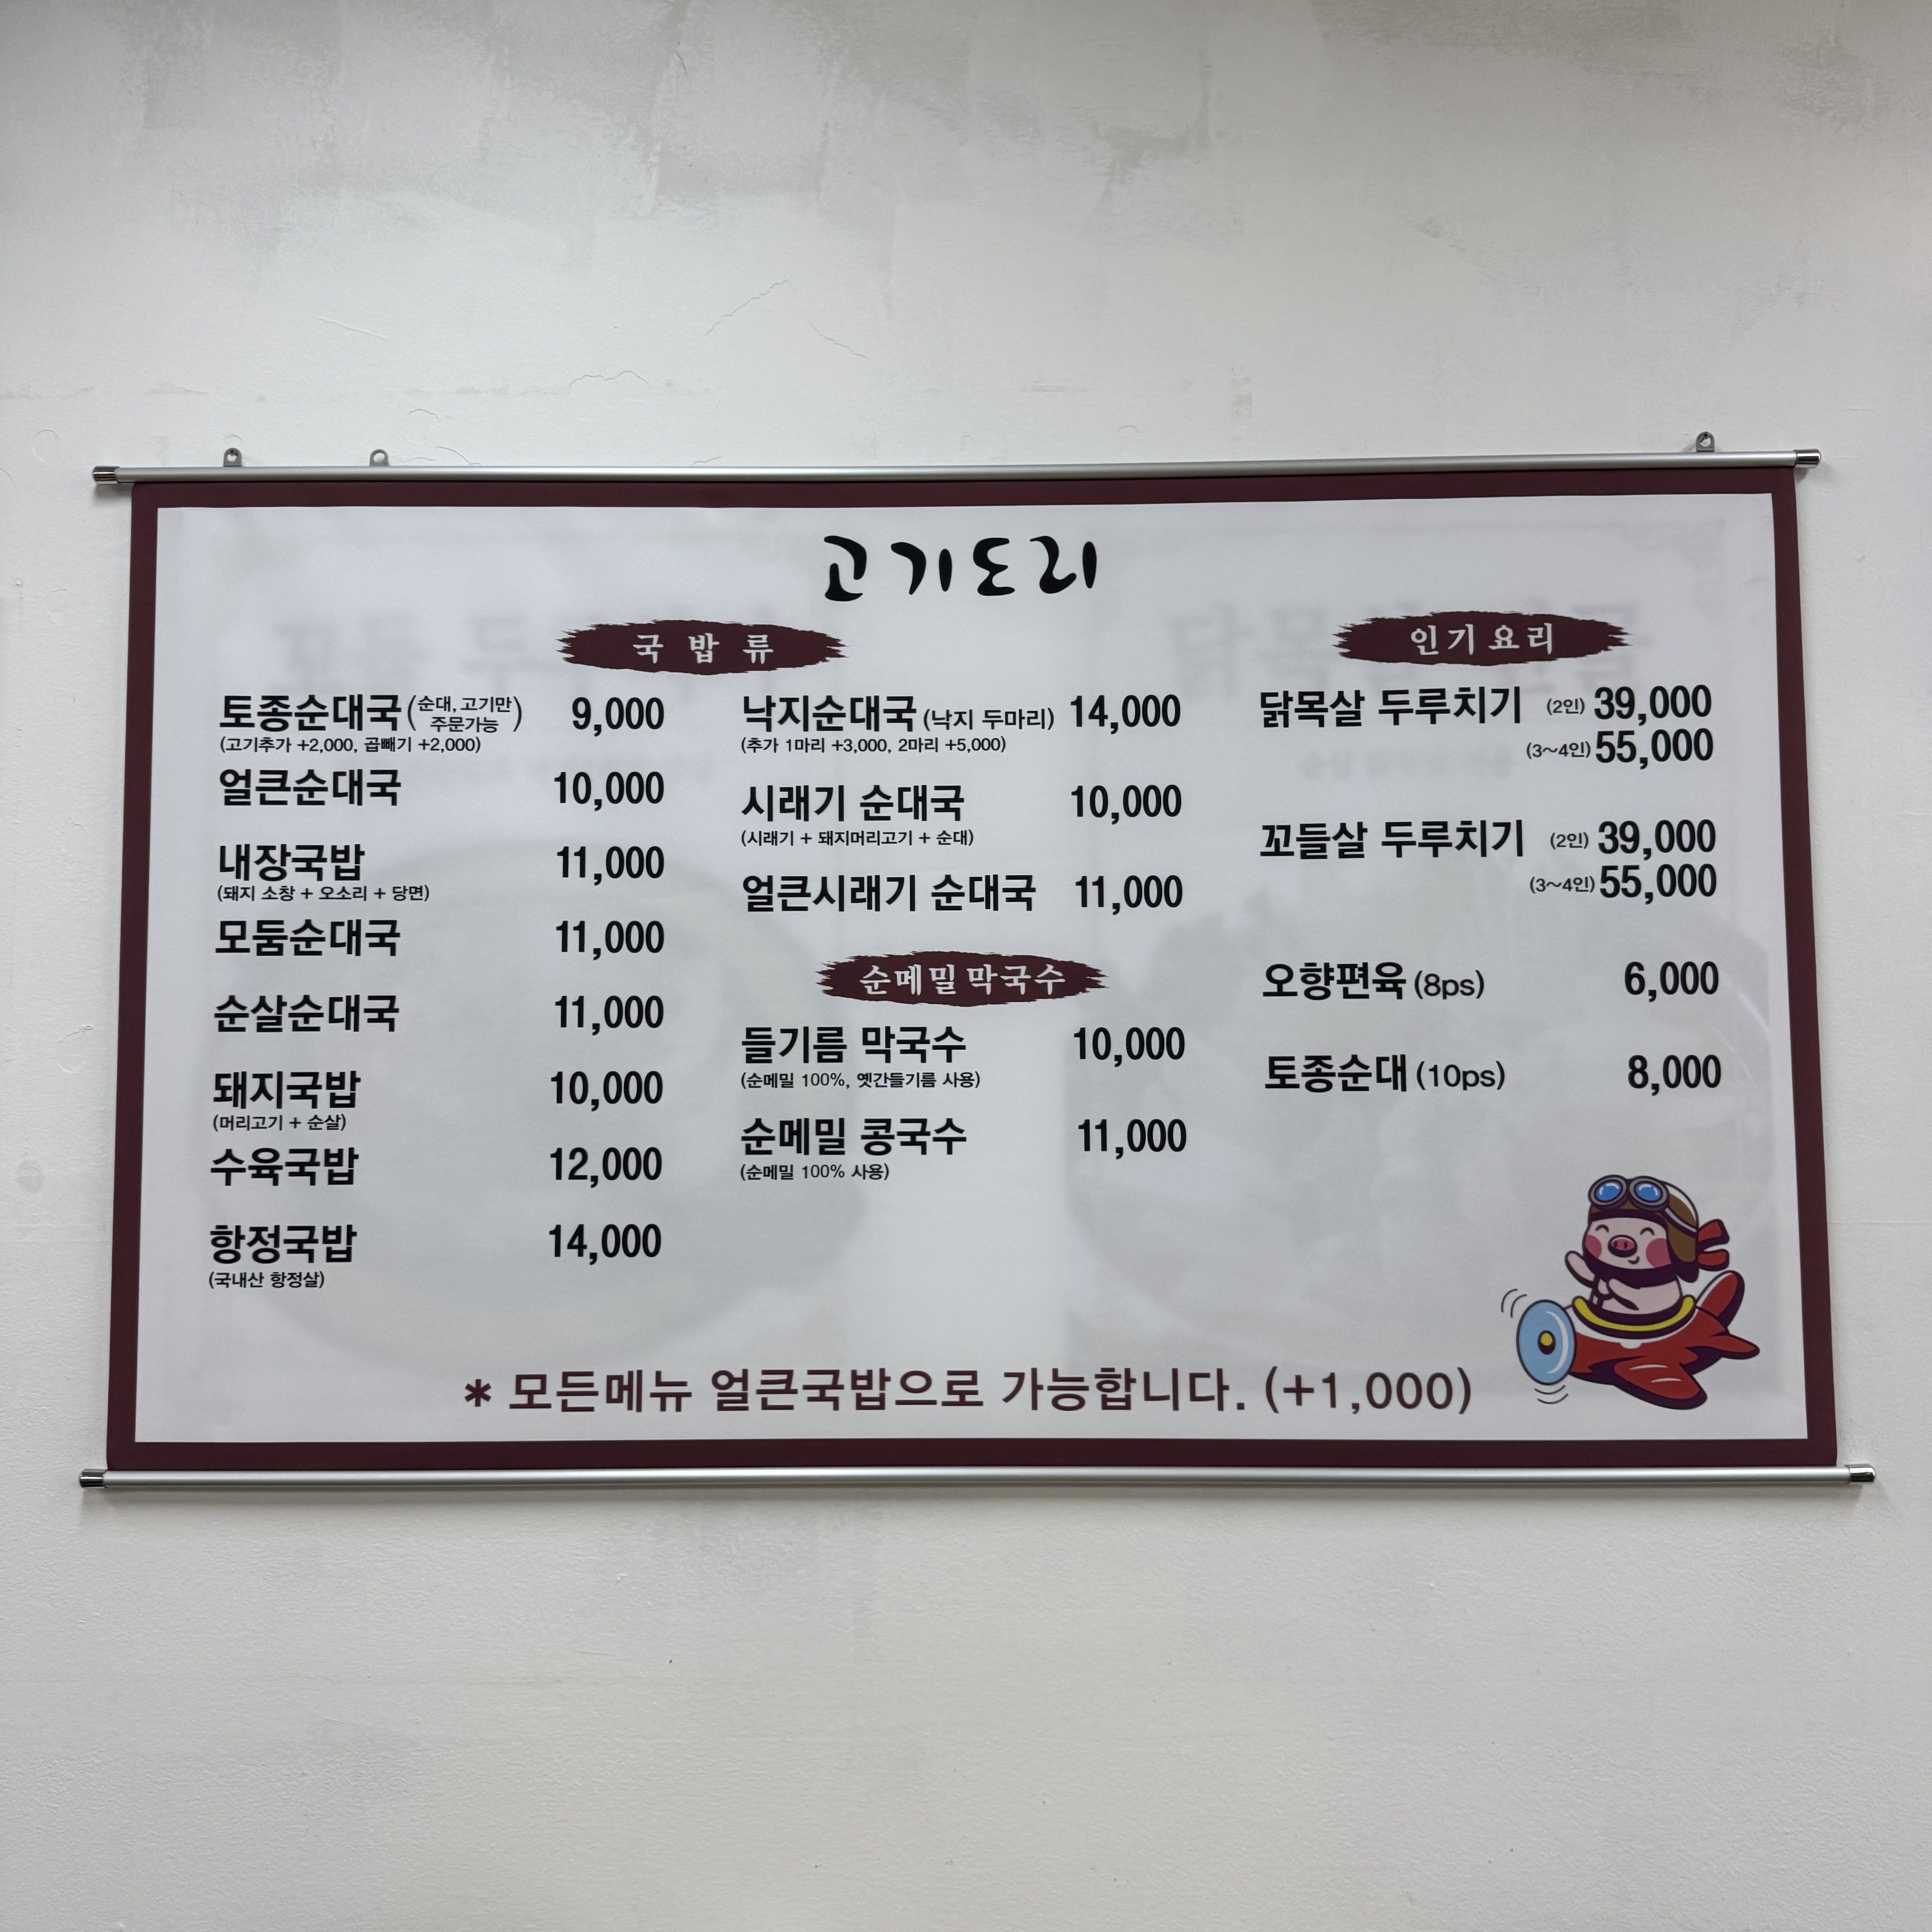 고기도리
국밥류
토종순대국 (순대, 고기만 주문가능) 9,000
(고기추가 +2,000, 곱빼기 +2,000)
얼큰순대국 10,000
내장국밥 11,000
(돼지 소창 + 오소리 + 당면)
모둠순대국 11,000
순살순대국 11,000
돼지국밥 10,000
(머리고기 + 순살)
수육국밥 12,000
항정국밥 14,000
(국내산 항정살)
낙지순대국 (낙지 두마리) 14,000
(추가 1마리 +3,000, 2마리 +5,000)
시래기 순대국 10,000
(시래기 + 돼지머리고기 + 순대)
얼큰시래기 순대국 11,000
순메밀막국수
들기름 막국수 10,000
(순메밀 100%, 옛간들기름 사용)
순메밀 콩국수 11,000
(순메밀 100% 사용)
인기요리
닭목살 두루치기 (2인) 39,000
(3~4인) 55,000
꼬들살 두루치기 (2인) 39,000
(3~4인) 55,000
오향편육 (8ps) 6,000
토종순대 (10ps) 8,000
* 모든메뉴 얼큰국밥으로 가능합니다. (+1,000)